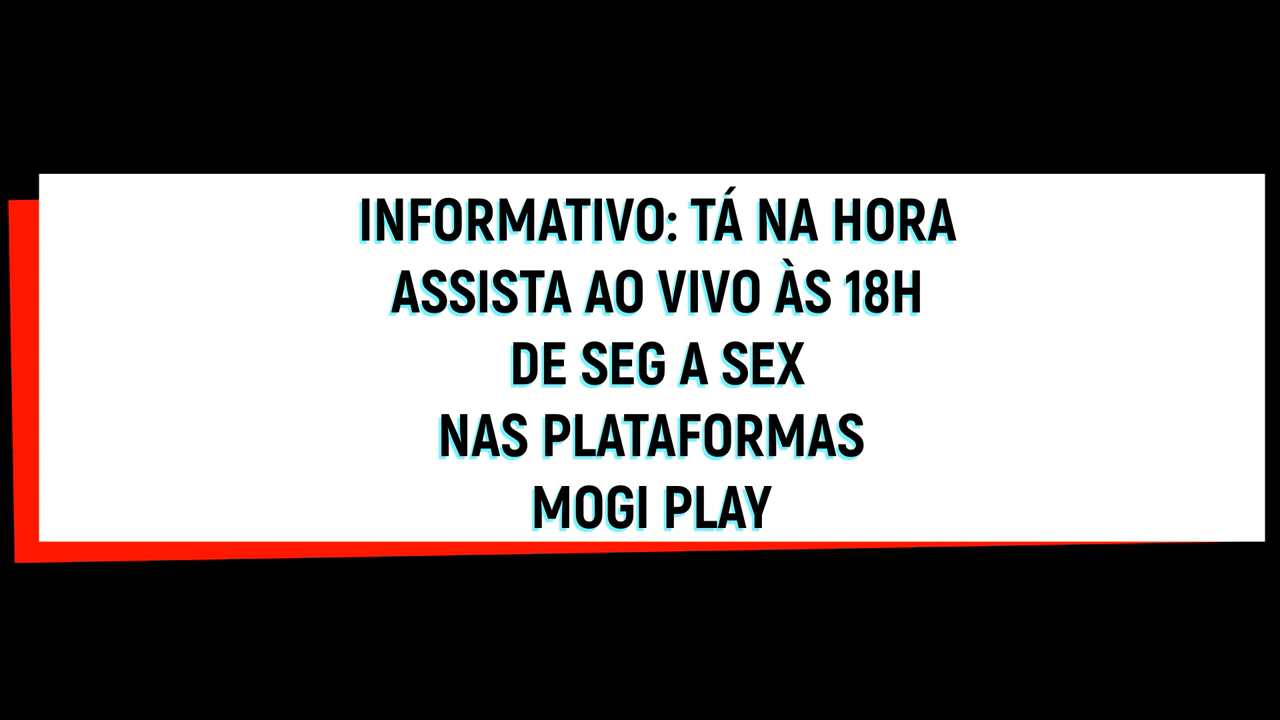 INFORMATIVO: TÁ NA HORA
ASSISTA AO VIVO ÀS 18H
DE SEG A SEX
NAS PLATAFORMAS
MOGI PLAY